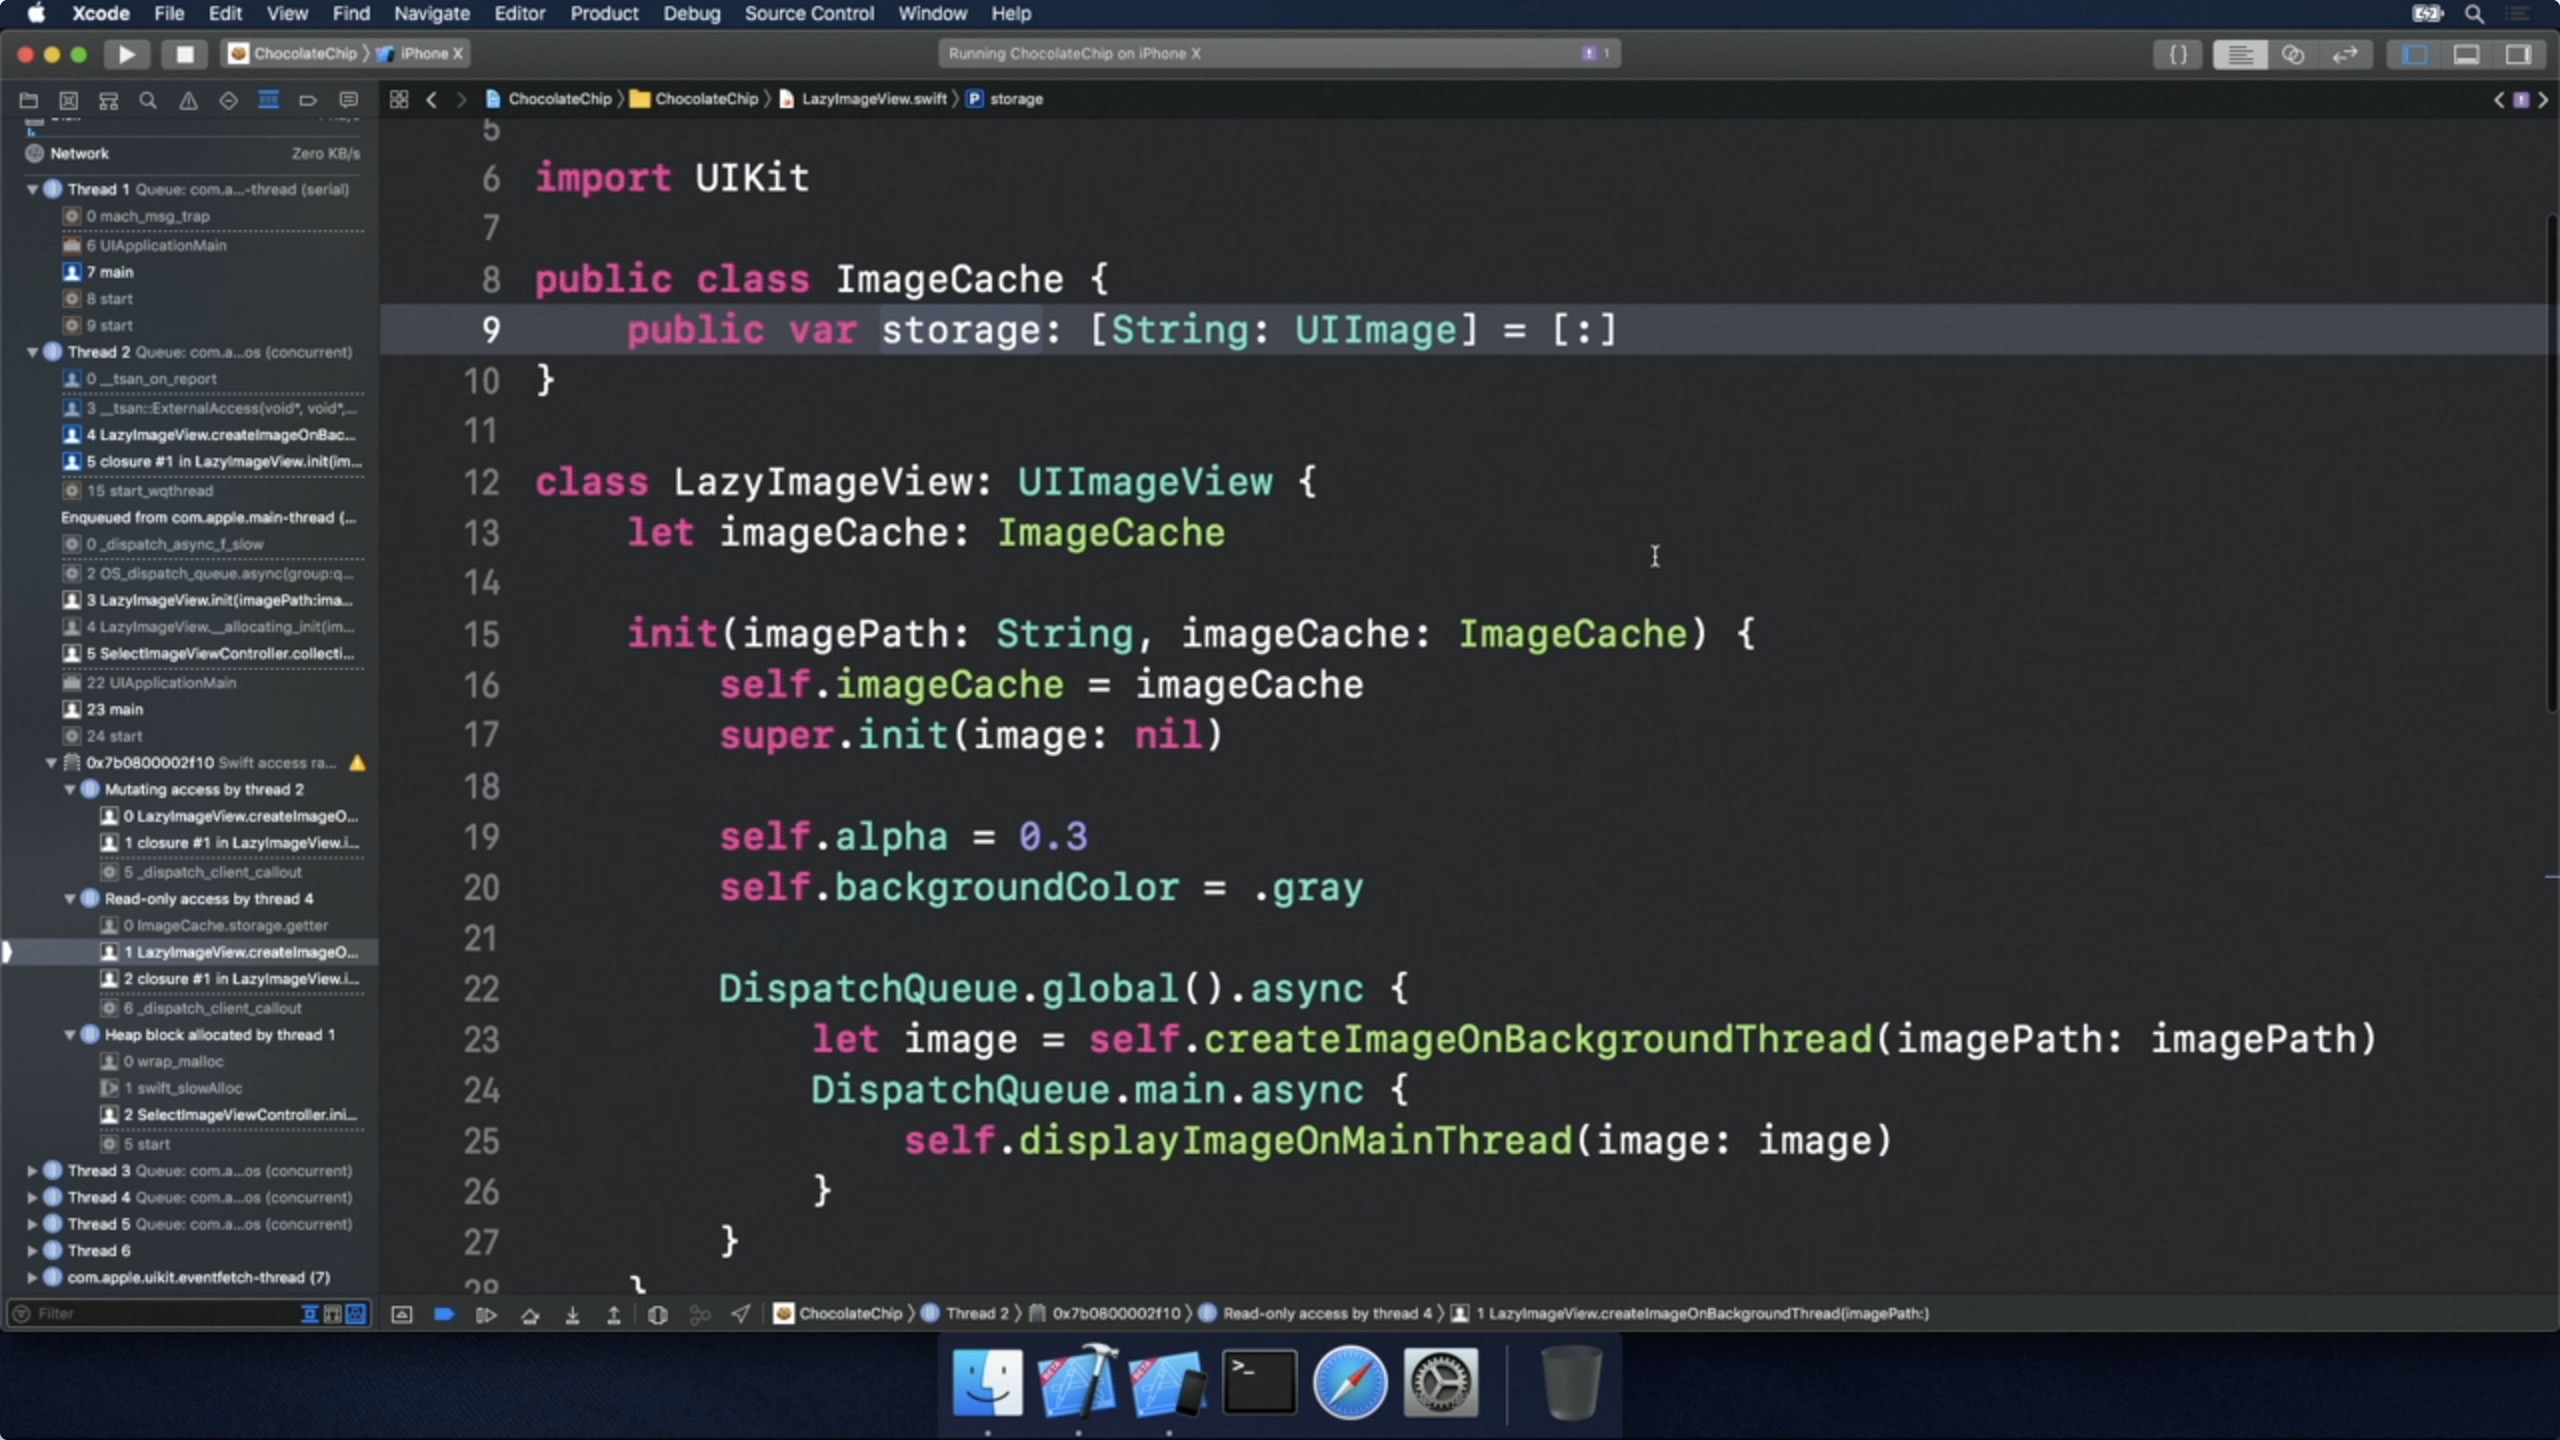 Xcode File Edit View Find Navigate Editor Product Debug Source Control Window Help
ChocolateChip 〉 iPhone X
Running ChocolateChip on iPhone X 1
ChocolateChip 〉 ChocolateChip 〉 LazyImageView.swift 〉 P storage
Network Zero KB/s
Thread 1 Queue: com.a...-thread (serial)
0 mach_msg_trap
6 UIApplicationMain
7 main
8 start
9 start
Thread 2 Queue: com.a...os (concurrent)
0 __tsan_on_report
3 __tsan::ExternalAccess(void*, void*,...
4 LazyImageView.createImageOnBac...
5 closure #1 in LazyImageView.init(im...
15 start_wqthread
Enqueued from com.apple.main-thread (...
0 _dispatch_async_f_slow
2 OS_dispatch_queue.async(group:q...
3 LazyImageView.init(imagePath:ima...
4 LazyImageView.__allocating_init(im...
5 SelectImageViewController.collecti...
22 UIApplicationMain
23 main
24 start
0x7b0800002f10 Swift access ra...
Mutating access by thread 2
0 LazyImageView.createImageO...
1 closure #1 in LazyImageView.i...
5 _dispatch_client_callout
Read-only access by thread 4
0 ImageCache.storage.getter
1 LazyImageView.createImageO...
2 closure #1 in LazyImageView.i...
6 _dispatch_client_callout
Heap block allocated by thread 1
0 wrap_malloc
1 swift_slowAlloc
2 SelectImageViewController.ini...
5 start
Thread 3 Queue: com.a...os (concurrent)
Thread 4 Queue: com.a...os (concurrent)
Thread 5 Queue: com.a...os (concurrent)
Thread 6
com.apple.uikit.eventfetch-thread (7)
Filter
5
6 import UIKit
7
8 public class ImageCache {
9 public var storage: [String: UIImage] = [:]
10 }
11
12 class LazyImageView: UIImageView {
13 let imageCache: ImageCache
14
15 init(imagePath: String, imageCache: ImageCache) {
16 self.imageCache = imageCache
17 super.init(image: nil)
18
19 self.alpha = 0.3
20 self.backgroundColor = .gray
21
22 DispatchQueue.global().async {
23 let image = self.createImageOnBackgroundThread(imagePath: imagePath)
24 DispatchQueue.main.async {
25 self.displayImageOnMainThread(image: image)
26 }
27 }
28 }
ChocolateChip 〉 Thread 2 〉 0x7b0800002f10 〉 Read-only access by thread 4 〉 1 LazyImageView.createImageOnBackgroundThread(imagePath:)